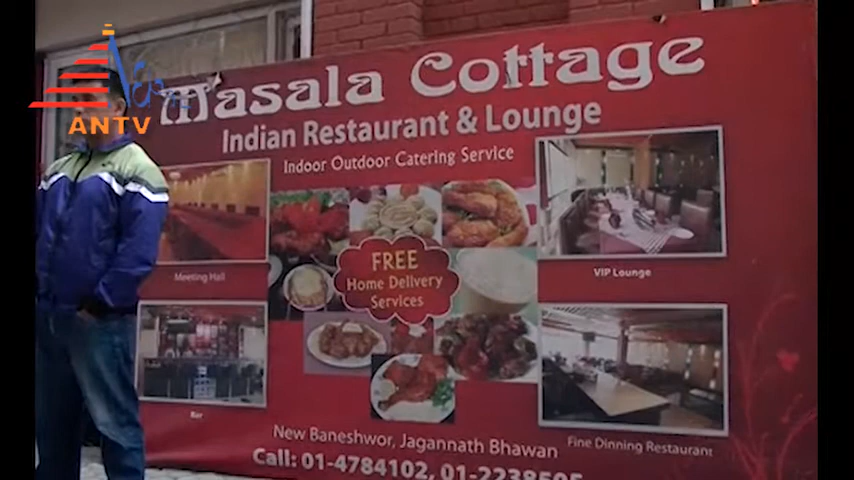 ANTV
Masala Cottage
Indian Restaurant & Lounge
Indoor Outdoor Catering Service
FREE
Home Delivery
Services
Meeting Hall
VIP Lounge
Bar
Fine Dinning Restaurant
New Baneshwor, Jagannath Bhawan
Call: 01-4784102, 01-2238505